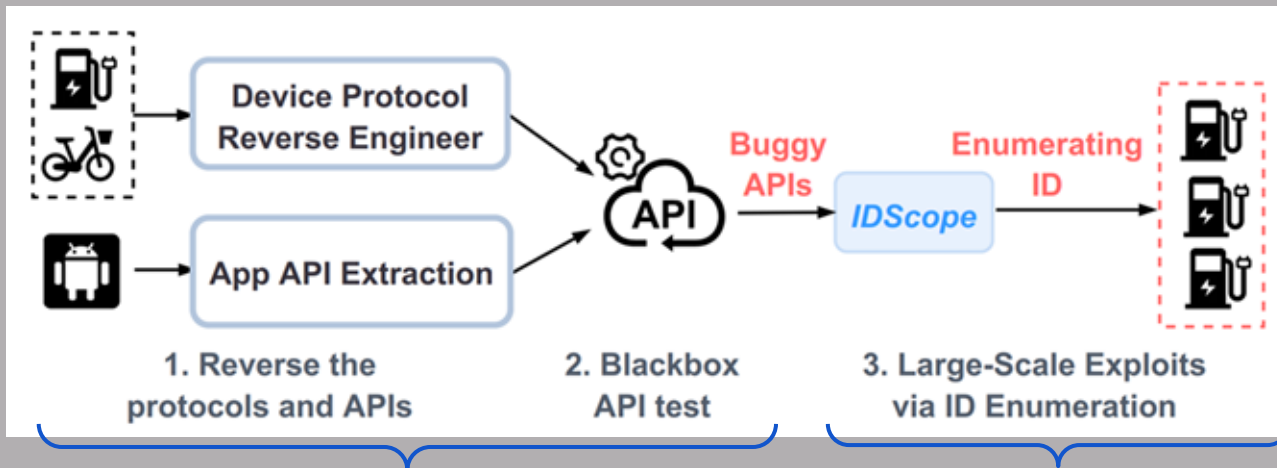 Device Protocol
Reverse Engineer
App API Extraction
API
Buggy
APIs
IDScope
Enumerating
ID
1. Reverse the
protocols and APIs
2. Blackbox
API test
3. Large-Scale Exploits
via ID Enumeration